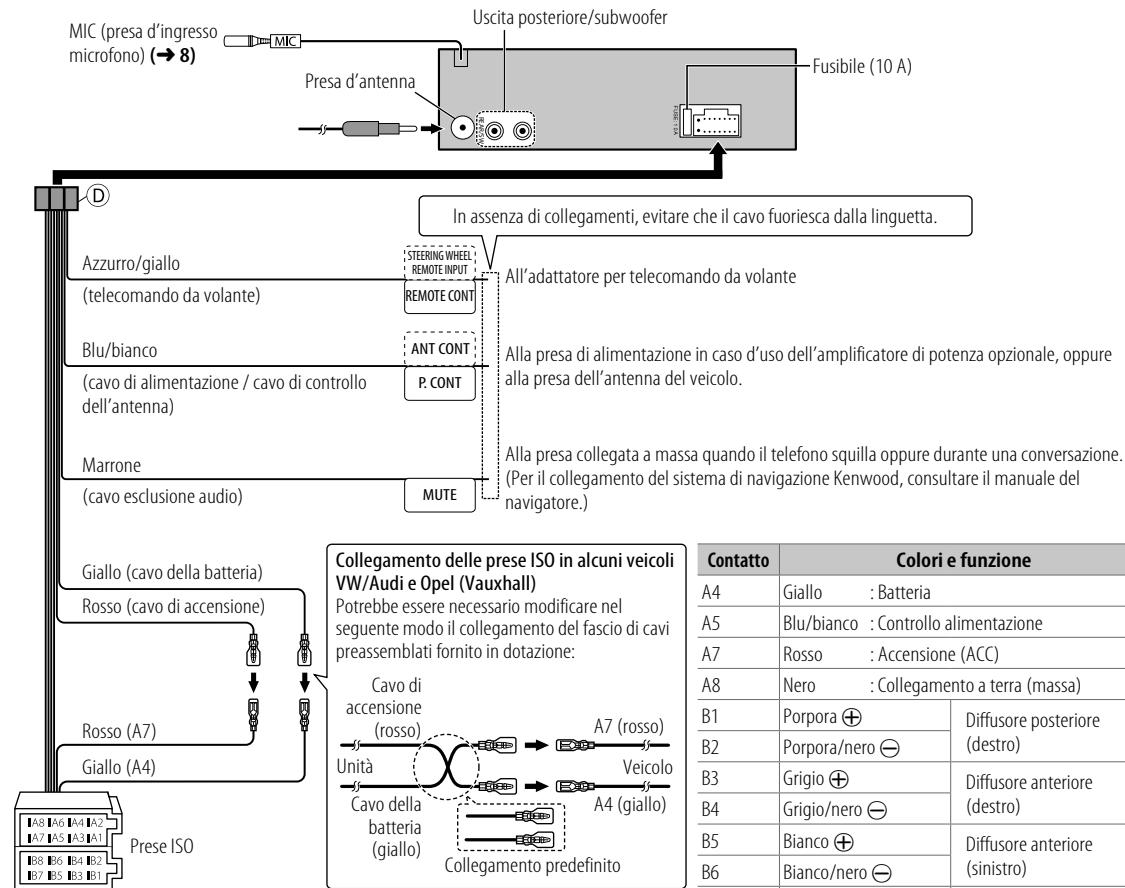 Uscita posteriore/subwoofer
MIC (presa d'ingresso
microfono) (➜ 8)
MIC
Fusibile (10 A)
Presa d'antenna
REAR/SW
FUSE 10A
D
In assenza di collegamenti, evitare che il cavo fuoriesca dalla linguetta.
Azzurro/giallo
(telecomando da volante)
STEERING WHEEL
REMOTE INPUT
REMOTE CONT
All'adattatore per telecomando da volante
Blu/bianco
(cavo di alimentazione / cavo di controllo
dell'antenna)
ANT CONT
P. CONT
Alla presa di alimentazione in caso d'uso dell'amplificatore di potenza opzionale, oppure
alla presa dell'antenna del veicolo.
Marrone
(cavo esclusione audio)
MUTE
Alla presa collegata a massa quando il telefono squilla oppure durante una conversazione.
(Per il collegamento del sistema di navigazione Kenwood, consultare il manuale del
navigatore.)
Giallo (cavo della batteria)
Rosso (cavo di accensione)
Rosso (A7)
Giallo (A4)
A8 A6 A4 A2
A7 A5 A3 A1
B8 B6 B4 B2
B7 B5 B3 B1
Prese ISO
Collegamento delle prese ISO in alcuni veicoli
VW/Audi e Opel (Vauxhall)
Potrebbe essere necessario modificare nel
seguente modo il collegamento del fascio di cavi
preassemblati fornito in dotazione:
Cavo di
accensione
(rosso)
A7 (rosso)
Unità
Veicolo
Cavo della
batteria
(giallo)
A4 (giallo)
Collegamento predefinito
Contatto Colori e funzione
A4 Giallo : Batteria
A5 Blu/bianco : Controllo alimentazione
A7 Rosso : Accensione (ACC)
A8 Nero : Collegamento a terra (massa)
B1 Porpora ⊕ Diffusore posteriore
B2 Porpora/nero ⊖ (destro)
B3 Grigio ⊕ Diffusore anteriore
B4 Grigio/nero ⊖ (destro)
B5 Bianco ⊕ Diffusore anteriore
B6 Bianco/nero ⊖ (sinistro)